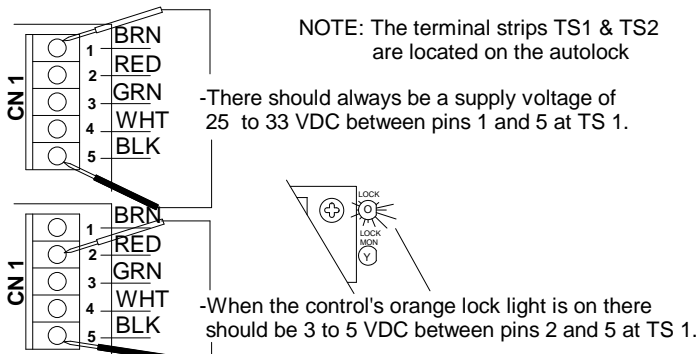 NOTE: The terminal strips TS1 & TS2
are located on the autolock
CN 1
1 BRN
2 RED
3 GRN
4 WHT
5 BLK
-There should always be a supply voltage of
25 to 33 VDC between pins 1 and 5 at TS 1.
LOCK
O
LOCK
MON
Y
CN 1
1 BRN
2 RED
3 GRN
4 WHT
5 BLK
-When the control's orange lock light is on there
should be 3 to 5 VDC between pins 2 and 5 at TS 1.